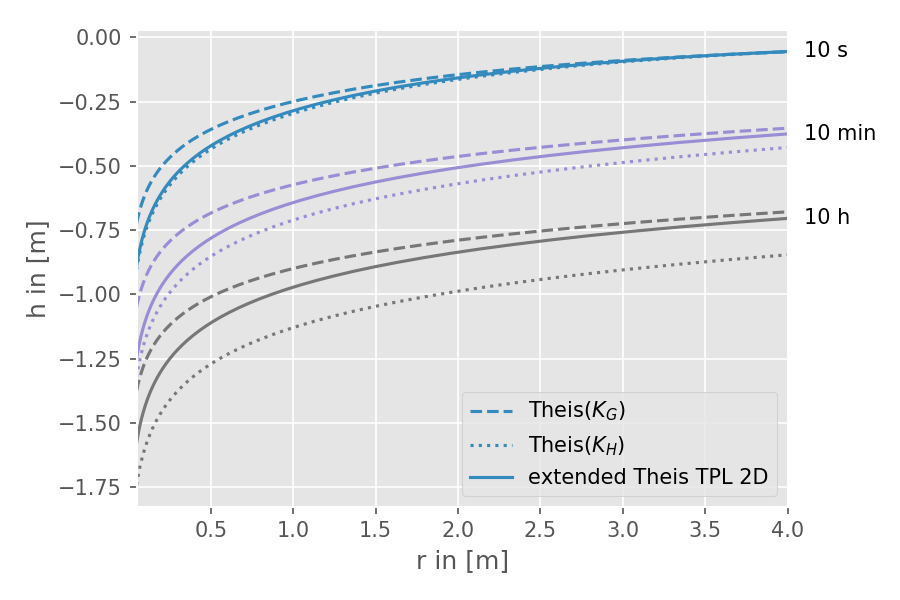 0.00
−0.25
−0.50
−0.75
−1.00
−1.25
−1.50
−1.75
h in [m]
0.5
1.0
1.5
2.0
2.5
3.0
3.5
4.0
r in [m]
10 s
10 min
10 h
Theis(K_G)
Theis(K_H)
extended Theis TPL 2D